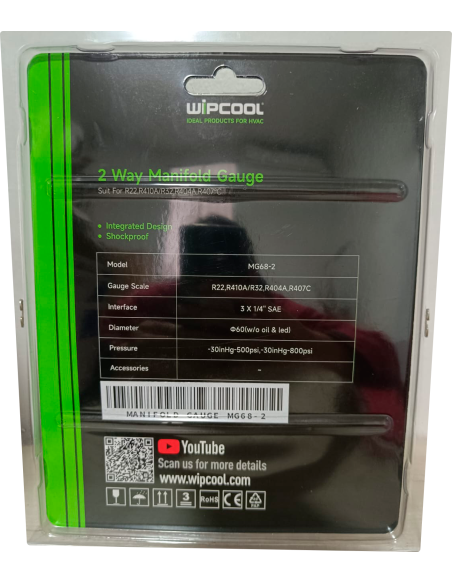 WIPCOOL
IDEAL PRODUCTS FOR HVAC
2 Way Manifold Gauge
Suit For R22,R410A/R32,R404A,R407C
• Integrated Design
• Shockproof
Model MG68-2
Gauge Scale R22,R410A/R32,R404A,R407C
Interface 3 X 1/4" SAE
Diameter Φ60(w/o oil & led)
Pressure -30inHg-500psi,-30inHg-800psi
Accessories –
MANIFOLD GAUGE MG68-2
YouTube
Scan us for more details
www.wipcool.com
3 RoHS CE